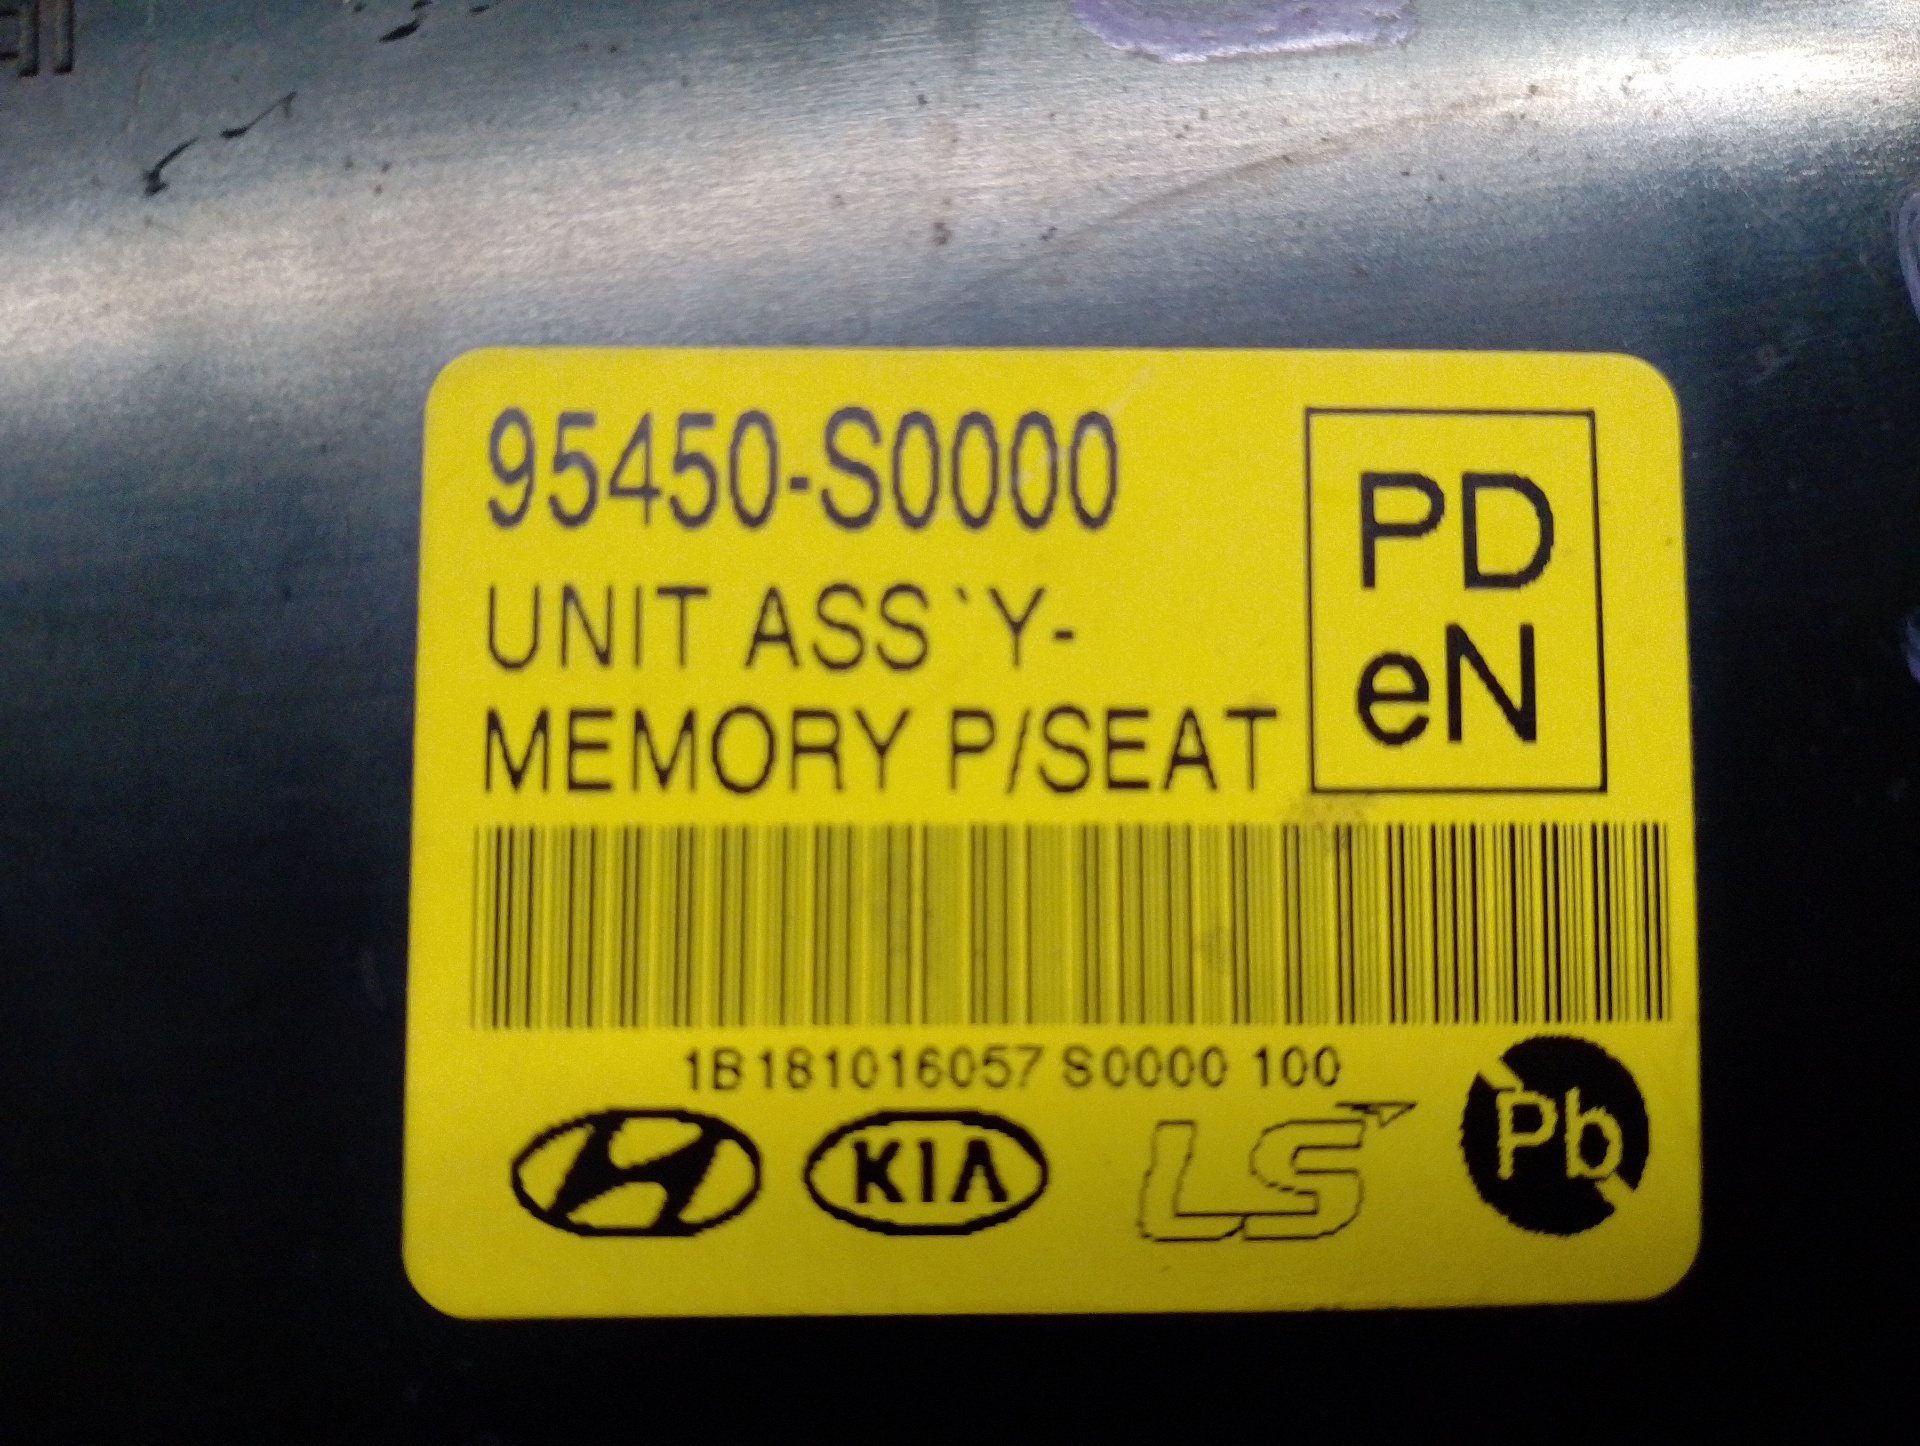 95450-S0000
UNIT ASS`Y-
MEMORY P/SEAT
PD
eN
1B181016057 S0000 100
KIA LS Pb